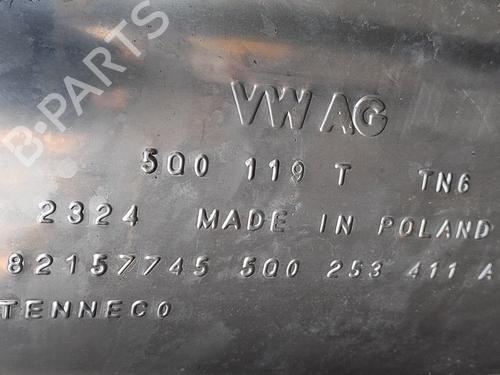 B-PARTS
VW AG
5Q0 119 T TN6
2324 MADE IN POLAND
82157745 5Q0 253 411 A
TENNECO